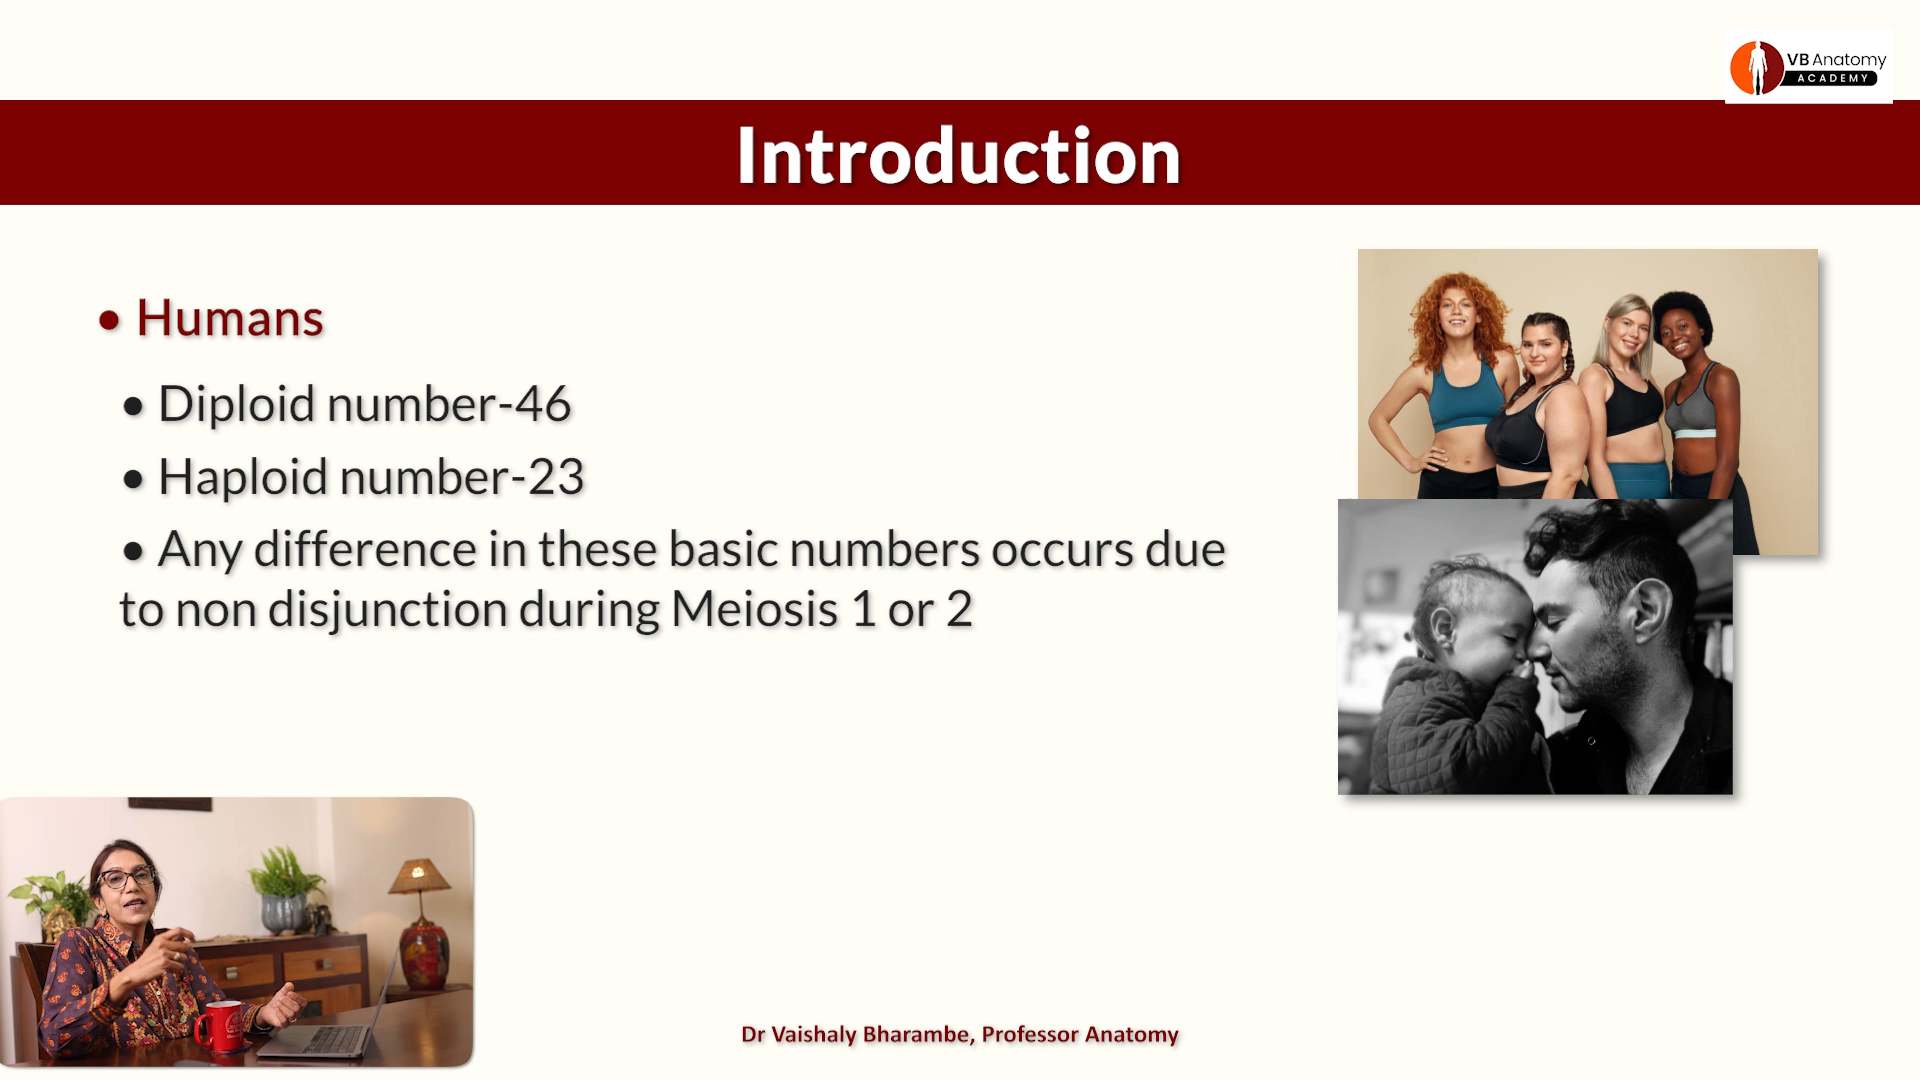 VB Anatomy
ACADEMY
Introduction
• Humans
• Diploid number-46
• Haploid number-23
• Any difference in these basic numbers occurs due
to non disjunction during Meiosis 1 or 2
Dr Vaishaly Bharambe, Professor Anatomy